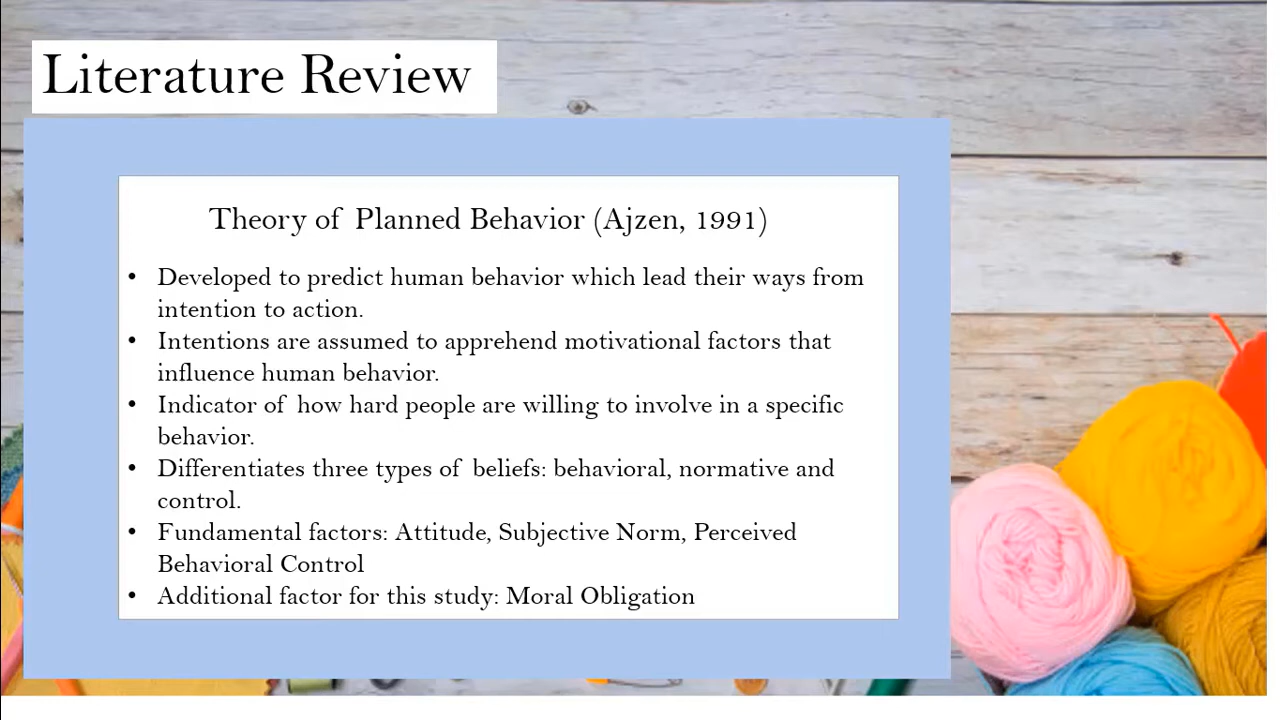 Literature Review
Theory of Planned Behavior (Ajzen, 1991)
• Developed to predict human behavior which lead their ways from
intention to action.
• Intentions are assumed to apprehend motivational factors that
influence human behavior.
• Indicator of how hard people are willing to involve in a specific
behavior.
• Differentiates three types of beliefs: behavioral, normative and
control.
• Fundamental factors: Attitude, Subjective Norm, Perceived
Behavioral Control
• Additional factor for this study: Moral Obligation